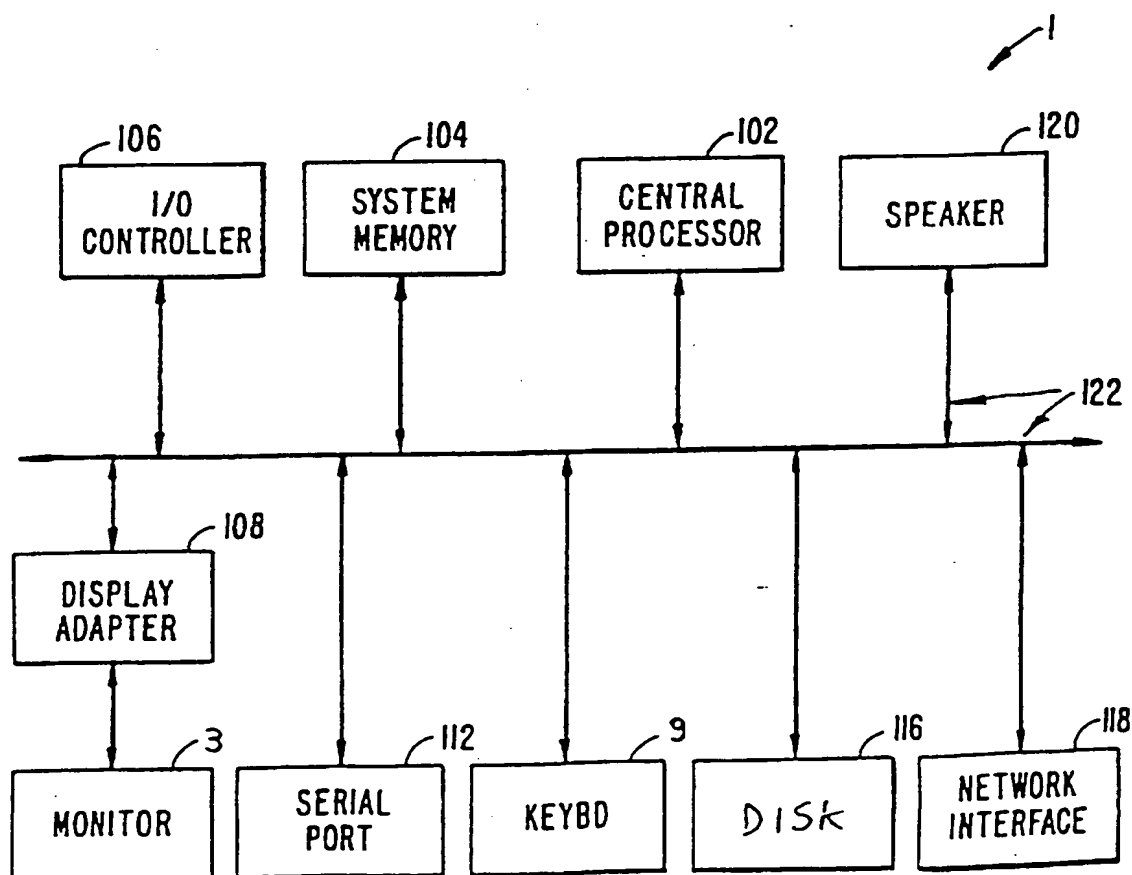 1
106
104
102
120
I/O
CONTROLLER
SYSTEM
MEMORY
CENTRAL
PROCESSOR
SPEAKER
122
108
DISPLAY
ADAPTER
3
112
9
116
118
MONITOR
SERIAL
PORT
KEYBD
DISK
NETWORK
INTERFACE